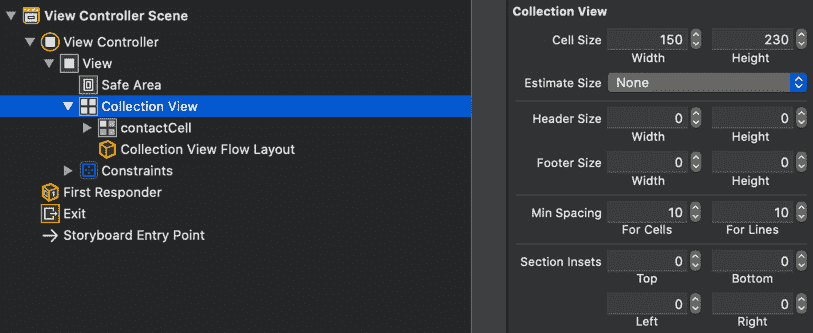 View Controller Scene
View Controller
View
Safe Area
Collection View
contactCell
Collection View Flow Layout
Constraints
First Responder
Exit
Storyboard Entry Point
Collection View
Cell Size 150 230
Width Height
Estimate Size None
Header Size 0 0
Width Height
Footer Size 0 0
Width Height
Min Spacing 10 10
For Cells For Lines
Section Insets 0 0
Top Bottom
0 0
Left Right